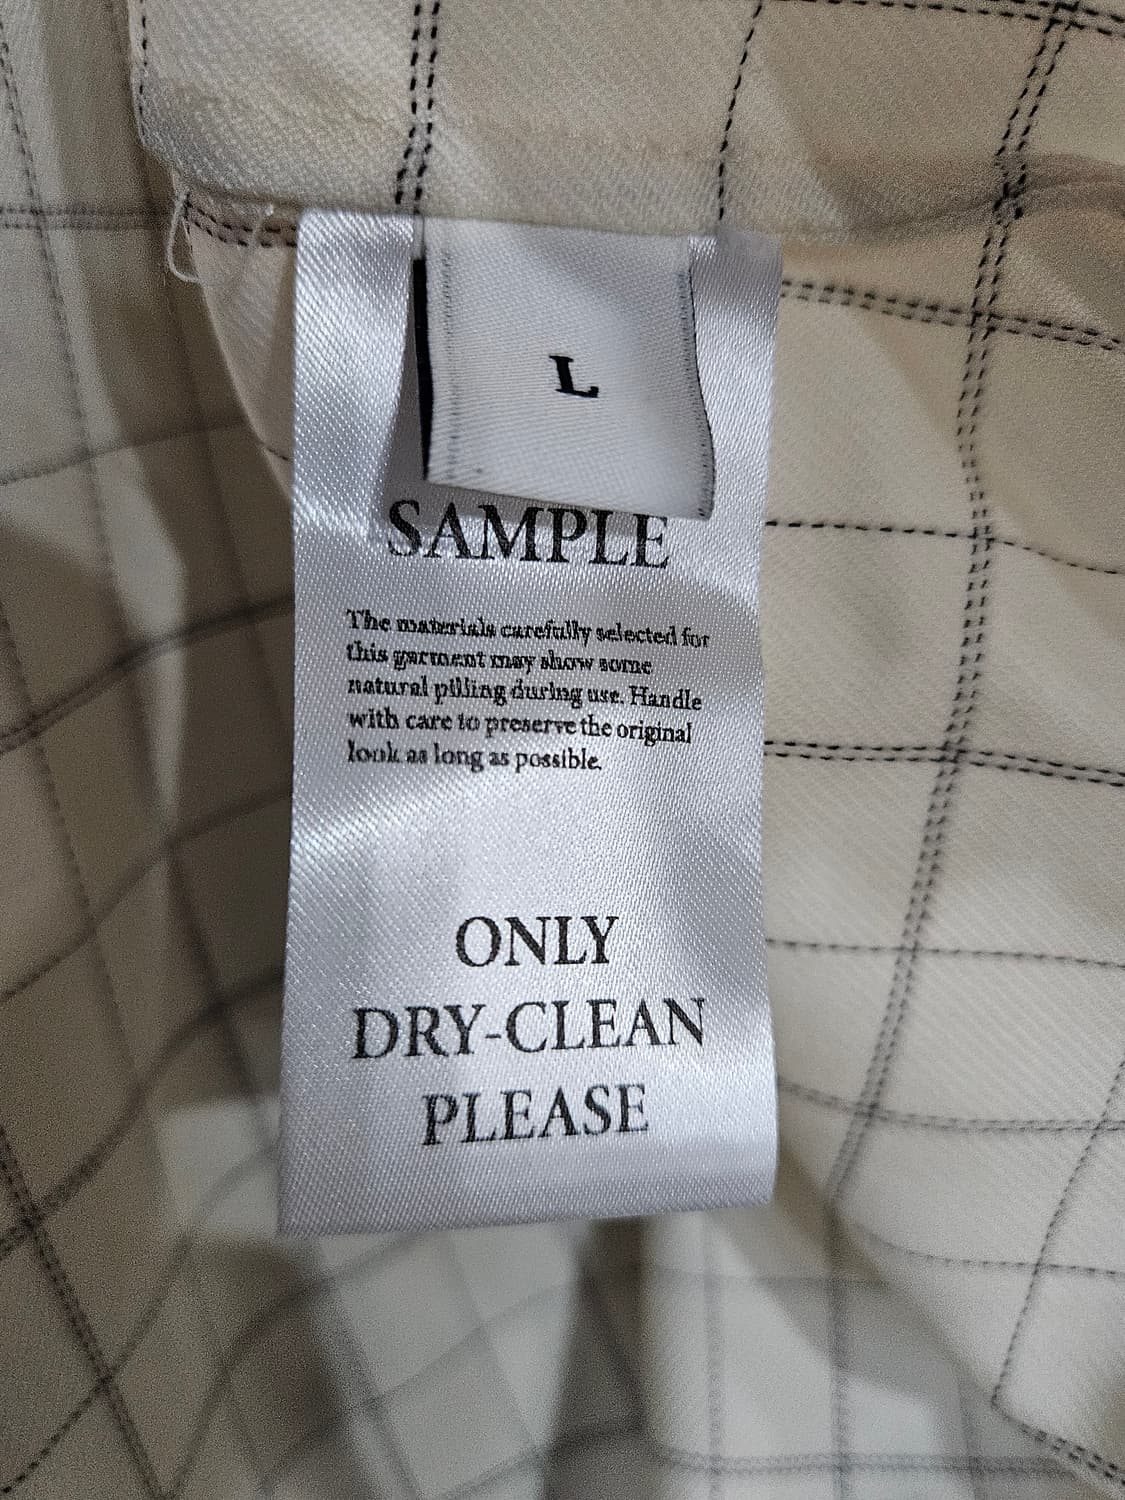 L
SAMPLE
The materials carefully selected for
this garment may show some
natural pilling during use. Handle
with care to preserve the original
look as long as possible.
ONLY
DRY-CLEAN
PLEASE